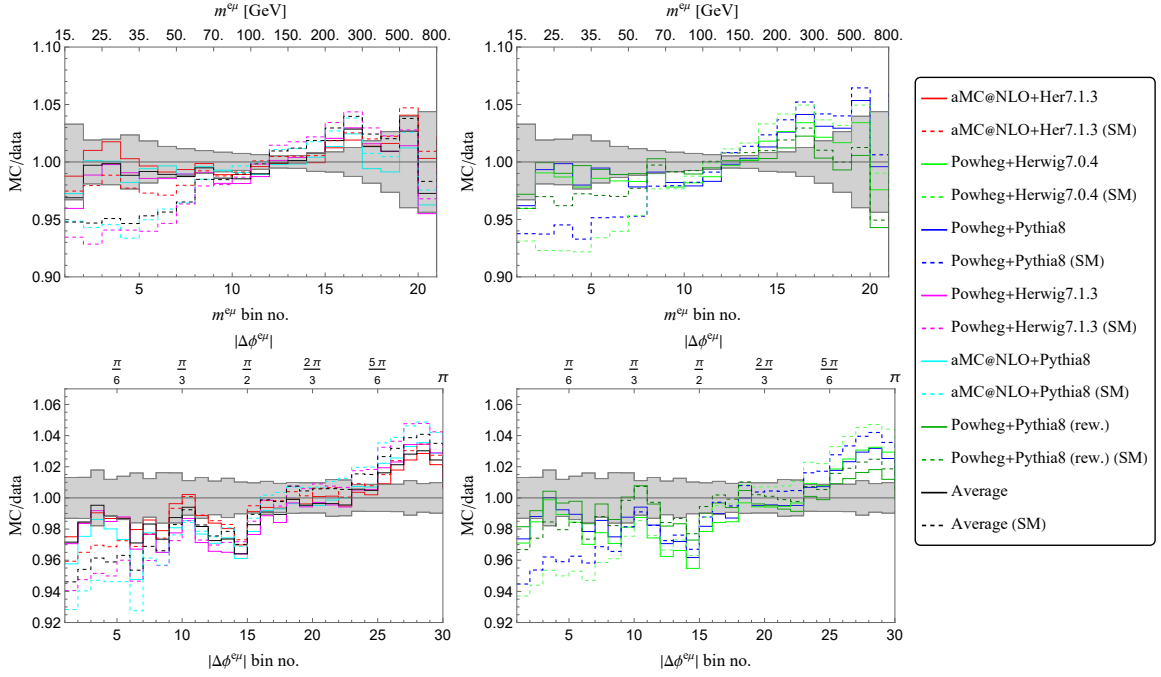 m^{eμ} [GeV]
15. 25. 35. 50. 70. 100. 150. 200. 300. 500. 800.
1.10
1.05
1.00
0.95
0.90
MC/data
5 10 15 20
m^{eμ} bin no.
m^{eμ} [GeV]
15. 25. 35. 50. 70. 100. 150. 200. 300. 500. 800.
1.10
1.05
1.00
0.95
0.90
MC/data
5 10 15 20
m^{eμ} bin no.
|Δϕ^{eμ}|
π/6 π/3 π/2 2π/3 5π/6 π
1.06
1.04
1.02
1.00
0.98
0.96
0.94
0.92
MC/data
5 10 15 20 25 30
|Δϕ^{eμ}| bin no.
|Δϕ^{eμ}|
π/6 π/3 π/2 2π/3 5π/6 π
1.06
1.04
1.02
1.00
0.98
0.96
0.94
0.92
MC/data
5 10 15 20 25 30
|Δϕ^{eμ}| bin no.
aMC@NLO+Her7.1.3
aMC@NLO+Her7.1.3 (SM)
Powheg+Herwig7.0.4
Powheg+Herwig7.0.4 (SM)
Powheg+Pythia8
Powheg+Pythia8 (SM)
Powheg+Herwig7.1.3
Powheg+Herwig7.1.3 (SM)
aMC@NLO+Pythia8
aMC@NLO+Pythia8 (SM)
Powheg+Pythia8 (rew.)
Powheg+Pythia8 (rew.) (SM)
Average
Average (SM)